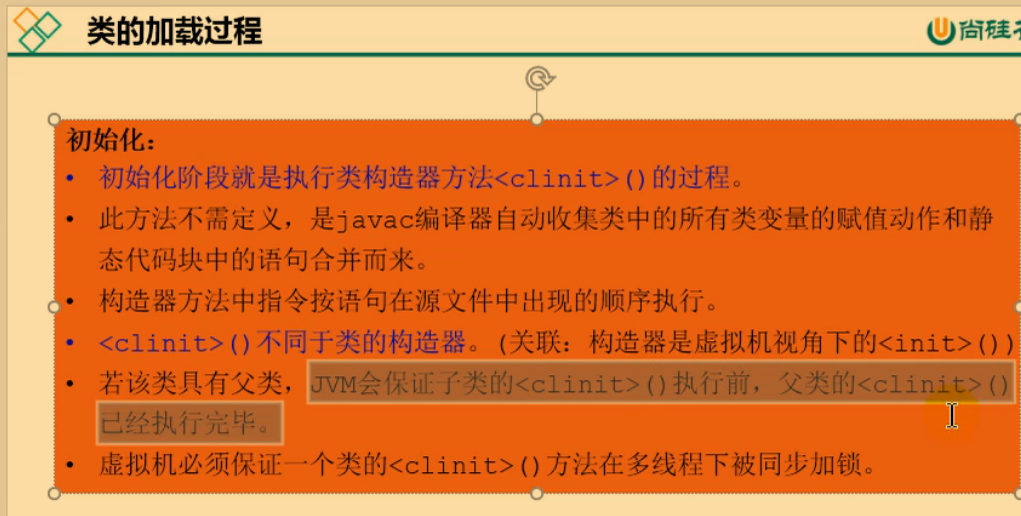 类的加载过程
尚硅
初始化：
• 初始化阶段就是执行类构造器方法<clinit>()的过程。
• 此方法不需定义，是javac编译器自动收集类中的所有类变量的赋值动作和静
态代码块中的语句合并而来。
• 构造器方法中指令按语句在源文件中出现的顺序执行。
• <clinit>()不同于类的构造器。(关联：构造器是虚拟机视角下的<init>())
• 若该类具有父类，JVM会保证子类的<clinit>()执行前，父类的<clinit>()
已经执行完毕。
• 虚拟机必须保证一个类的<clinit>()方法在多线程下被同步加锁。